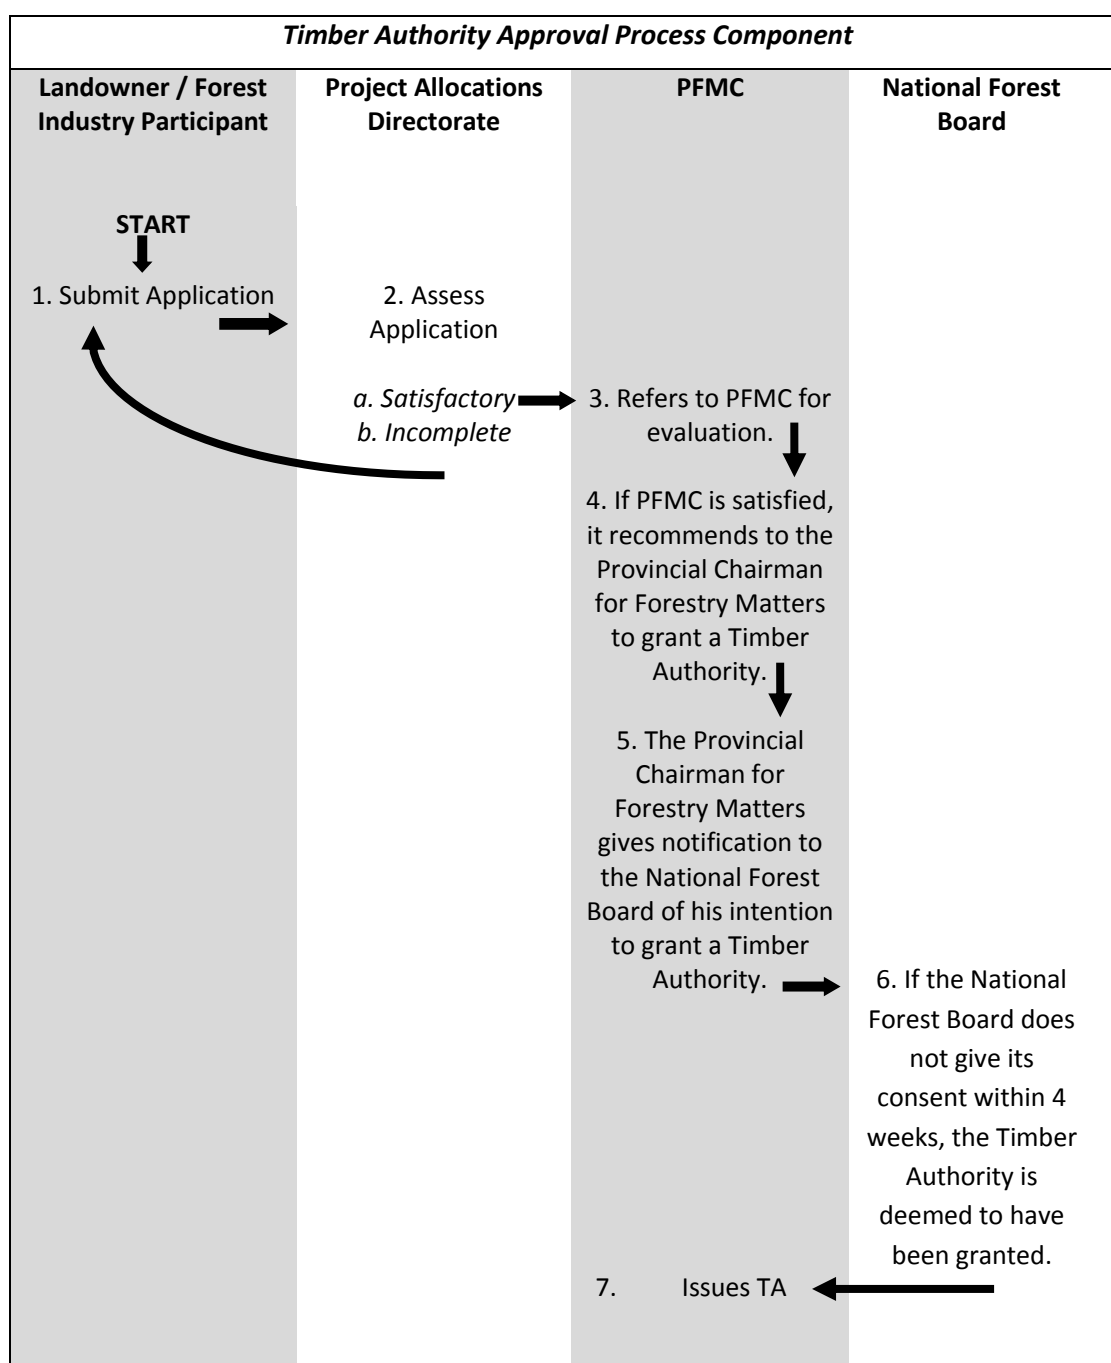 Timber Authority Approval Process Component
Landowner / Forest
Industry Participant
Project Allocations
Directorate
PFMC
National Forest
Board
START
1. Submit Application
2. Assess
Application
a. Satisfactory
b. Incomplete
3. Refers to PFMC for
evaluation.
4. If PFMC is satisfied,
it recommends to the
Provincial Chairman
for Forestry Matters
to grant a Timber
Authority.
5. The Provincial
Chairman for
Forestry Matters
gives notification to
the National Forest
Board of his intention
to grant a Timber
Authority.
6. If the National
Forest Board does
not give its
consent within 4
weeks, the Timber
Authority is
deemed to have
been granted.
7. Issues TA